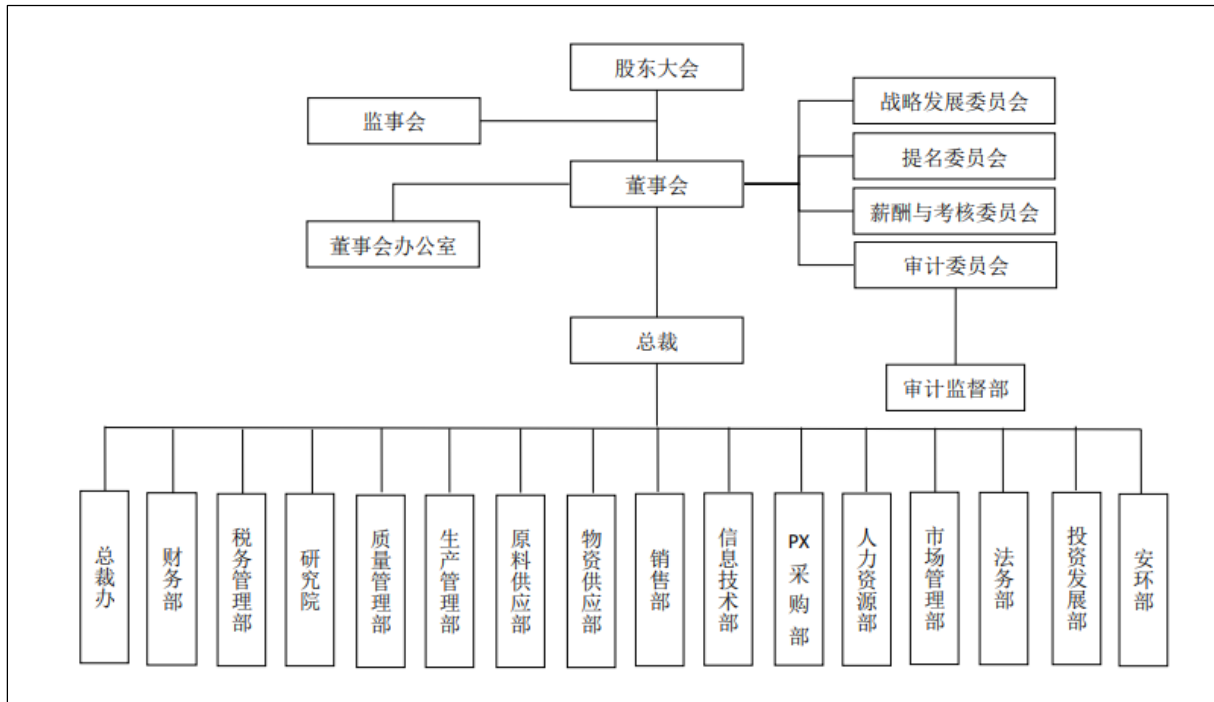 股东大会
监事会
战略发展委员会
提名委员会
董事会
薪酬与考核委员会
董事会办公室
审计委员会
总裁
审计监督部
总裁办
财务部
税务管理部
研究院
质量管理部
生产管理部
原料供应部
物资供应部
销售部
信息技术部
PX采购部
人力资源部
市场管理部
法务部
投资发展部
安环部